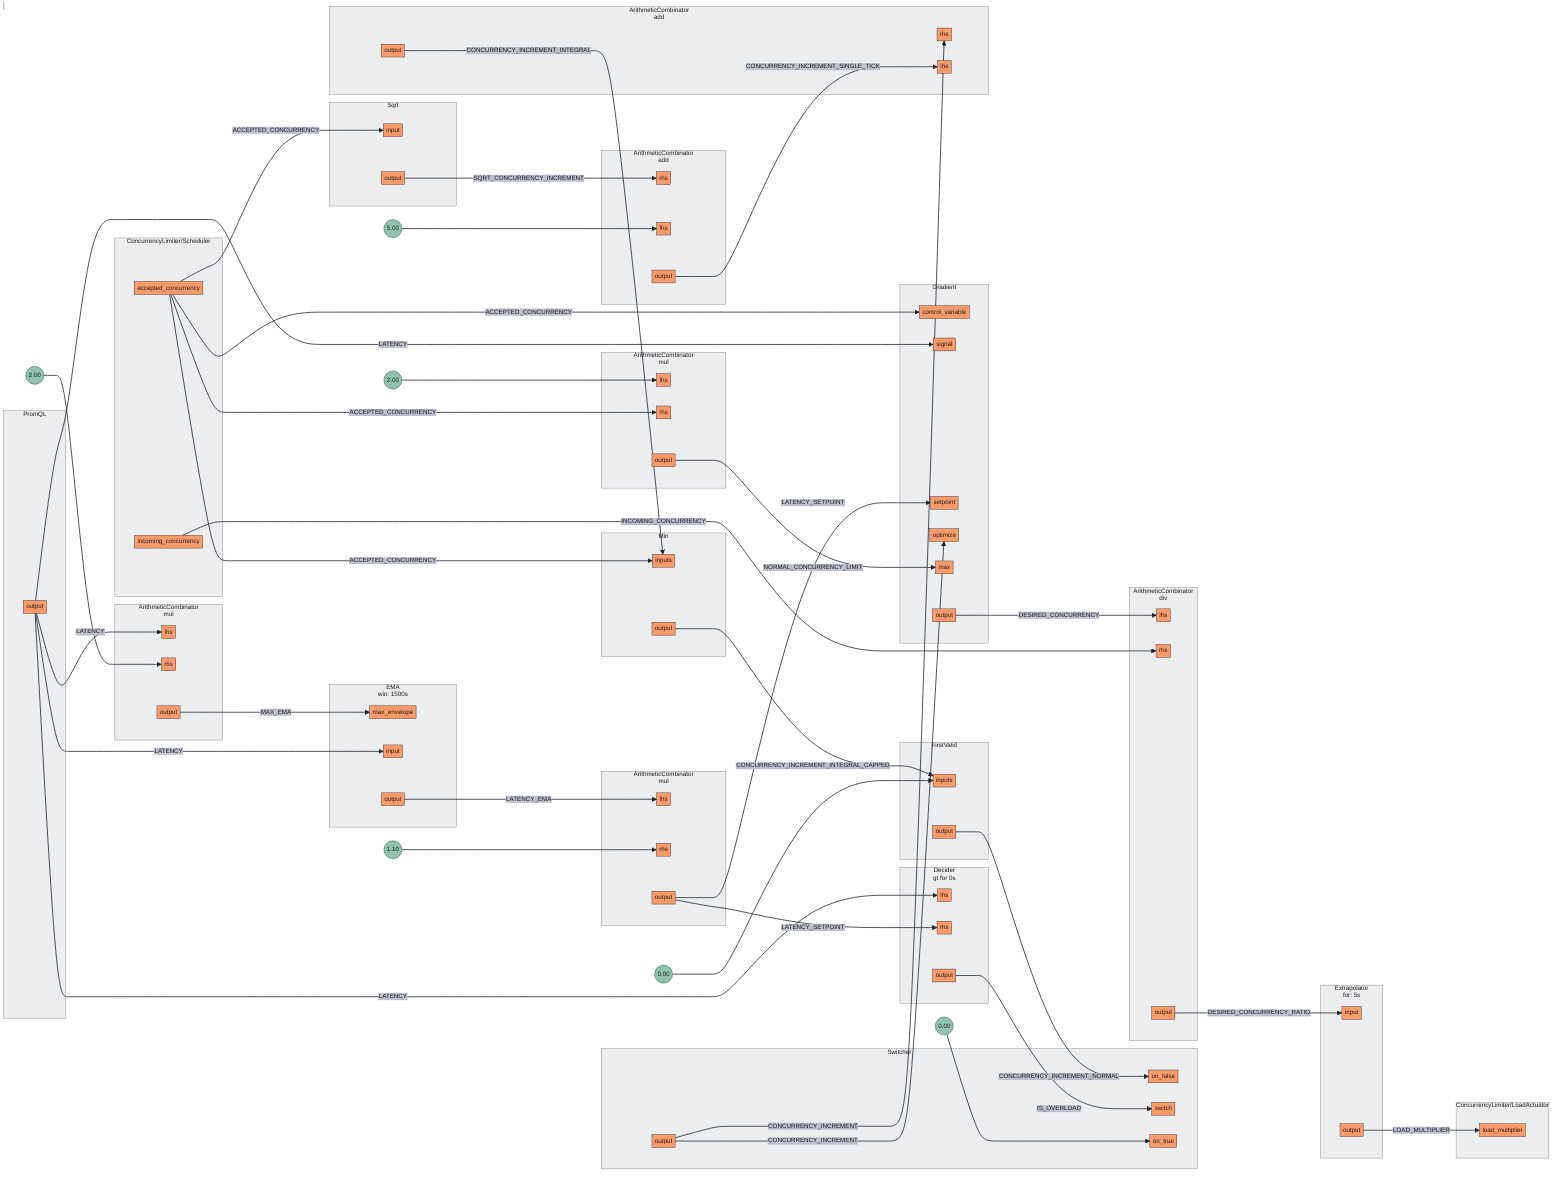 ArithmeticCombinator
add
rhs
output
CONCURRENCY_INCREMENT_INTEGRAL
CONCURRENCY_INCREMENT_SINGLE_TICK
lhs
Sqrt
ACCEPTED_CONCURRENCY
input
output
SQRT_CONCURRENCY_INCREMENT
ArithmeticCombinator
add
rhs
5.00
lhs
output
ConcurrencyLimiter/Scheduler
accepted_concurrency
incoming_concurrency
Gradient
ACCEPTED_CONCURRENCY
control_variable
LATENCY
signal
setpoint
optimize
max
output
ArithmeticCombinator
mul
2.00
lhs
ACCEPTED_CONCURRENCY
rhs
output
2.00
PromQL
output
LATENCY_SETPOINT
INCOMING_CONCURRENCY
Min
ACCEPTED_CONCURRENCY
inputs
output
NORMAL_CONCURRENCY_LIMIT
DESIRED_CONCURRENCY
ArithmeticCombinator
div
lhs
rhs
output
ArithmeticCombinator
mul
LATENCY
lhs
rhs
output
MAX_EMA
EMA
win: 1500s
max_envelope
LATENCY
input
output
LATENCY_EMA
ArithmeticCombinator
mul
lhs
1.10
rhs
output
FirstValid
CONCURRENCY_INCREMENT_INTEGRAL_CAPPED
inputs
output
Decider
gt for 0s
lhs
LATENCY_SETPOINT
rhs
output
0.00
LATENCY
0.00
DESIRED_CONCURRENCY_RATIO
Extrapolator
for: 5s
input
output
Switcher
CONCURRENCY_INCREMENT_NORMAL
on_false
IS_OVERLOAD
switch
CONCURRENCY_INCREMENT
output
CONCURRENCY_INCREMENT
on_true
LOAD_MULTIPLIER
ConcurrencyLimiter/LoadActuator
load_multiplier